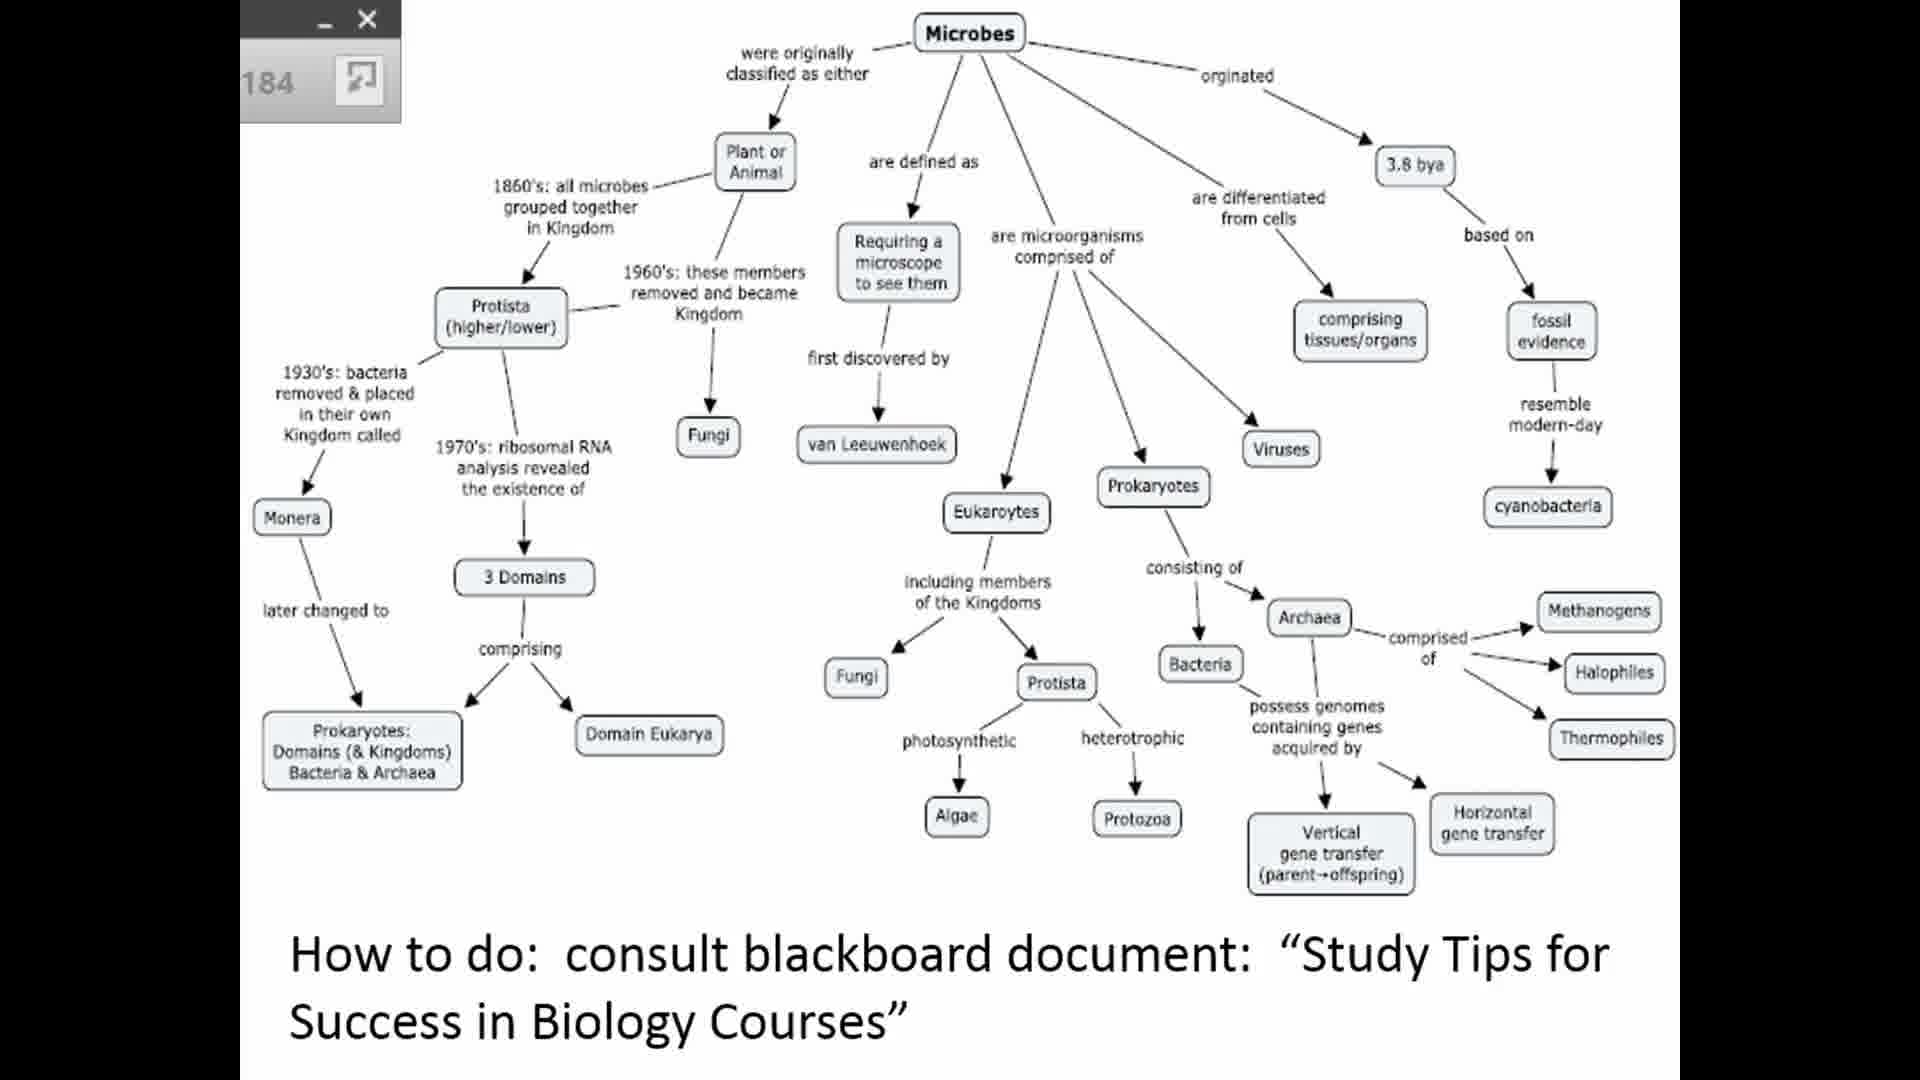 184
Microbes
were originally
classified as either
orginated
Plant or
Animal
are defined as
3.8 bya
1860's: all microbes
grouped together
in Kingdom
are differentiated
from cells
Requiring a
microscope
to see them
are microorganisms
comprised of
based on
1960's: these members
removed and became
Kingdom
Protista
(higher/lower)
comprising
tissues/organs
fossil
evidence
first discovered by
1930's: bacteria
removed & placed
in their own
Kingdom called
resemble
modern-day
Fungi
van Leeuwenhoek
Viruses
1970's: ribosomal RNA
analysis revealed
the existence of
Prokaryotes
Monera
Eukaroytes
cyanobacteria
3 Domains
consisting of
including members
of the Kingdoms
later changed to
Archaea
Methanogens
comprised
of
comprising
Bacteria
Halophiles
Fungi
Protista
possess genomes
containing genes
acquired by
Prokaryotes:
Domains (& Kingdoms)
Bacteria & Archaea
Domain Eukarya
photosynthetic
heterotrophic
Thermophiles
Algae
Protozoa
Vertical
gene transfer
(parent→offspring)
Horizontal
gene transfer
How to do:  consult blackboard document:  “Study Tips for
Success in Biology Courses”